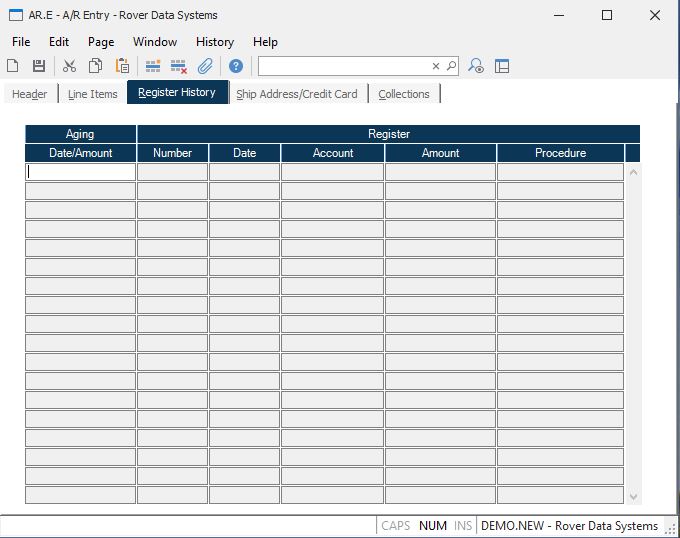 AR.E - A/R Entry - Rover Data Systems
File Edit Page Window History Help
Header Line Items Register History Ship Address/Credit Card Collections
Aging Register
Date/Amount Number Date Account Amount Procedure
CAPS NUM INS DEMO.NEW - Rover Data Systems